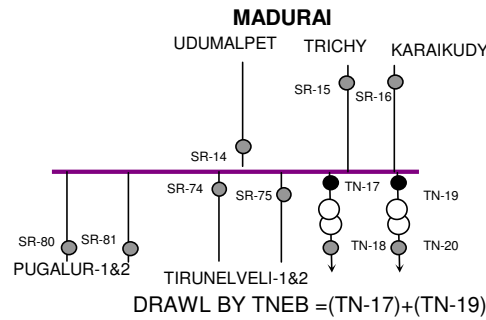 MADURAI
UDUMALPET TRICHY KARAIKUDY
SR-15 SR-16
SR-14
SR-74 SR-75 TN-17 TN-19
SR-80 SR-81 TN-18 TN-20
PUGALUR-1&2 TIRUNELVELI-1&2
DRAWL BY TNEB =(TN-17)+(TN-19)